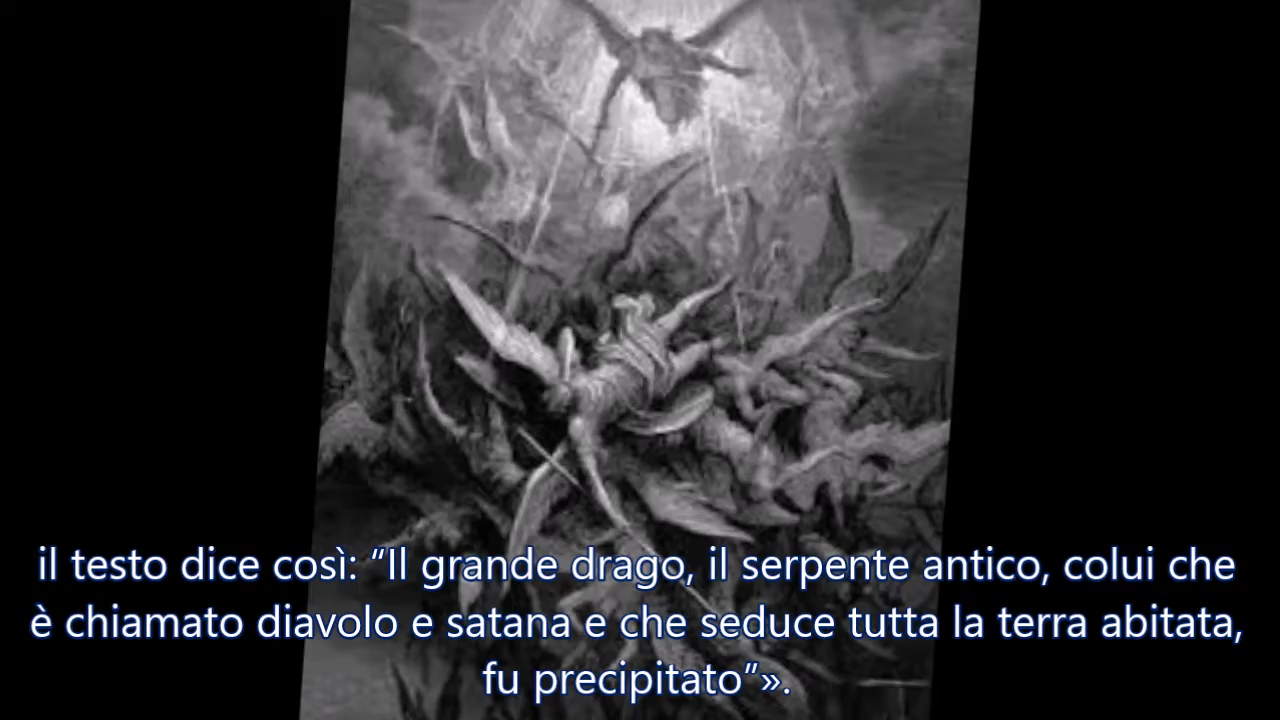 il testo dice così: “Il grande drago, il serpente antico, colui che
è chiamato diavolo e satana e che seduce tutta la terra abitata,
fu precipitato”».